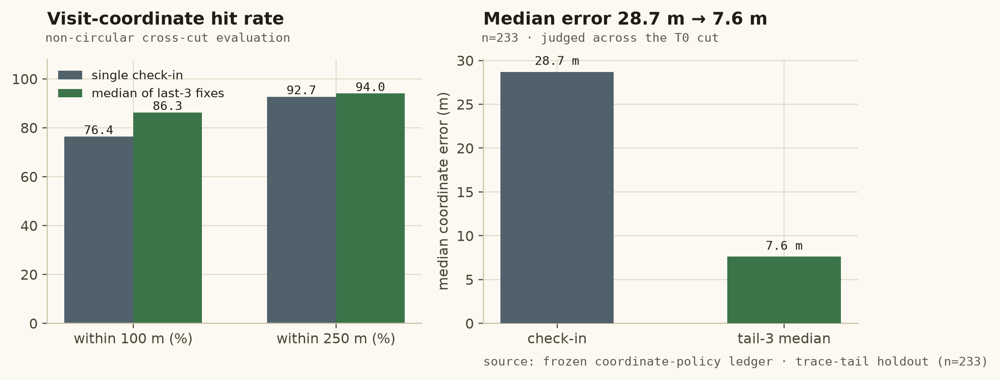 Visit-coordinate hit rate
non-circular cross-cut evaluation
single check-in
median of last-3 fixes
100
80
60
40
20
0
76.4
86.3
92.7
94.0
within 100 m (%)
within 250 m (%)
Median error 28.7 m → 7.6 m
n=233 · judged across the T0 cut
median coordinate error (m)
30
25
20
15
10
5
0
28.7 m
7.6 m
check-in
tail-3 median
source: frozen coordinate-policy ledger · trace-tail holdout (n=233)